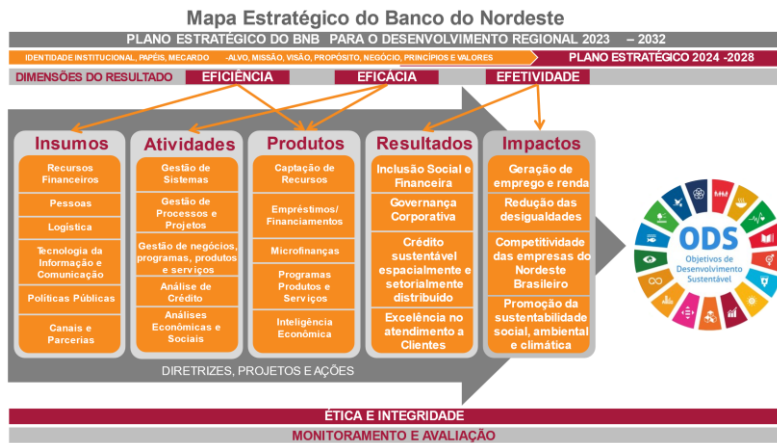 Mapa Estratégico do Banco do Nordeste
PLANO ESTRATÉGICO DO BNB PARA O DESENVOLVIMENTO REGIONAL 2023 – 2032
IDENTIDADE INSTITUCIONAL, PAPÉIS, MECARDO -ALVO, MISSÃO, VISÃO, PROPÓSITO, NEGÓCIO, PRINCÍPIOS E VALORES
PLANO ESTRATÉGICO 2024 -2028
DIMENSÕES DO RESULTADO
EFICIÊNCIA
EFICÁCIA
EFETIVIDADE
Insumos
Recursos
Financeiros
Pessoas
Logística
Tecnologia da
Informação e
Comunicação
Políticas Públicas
Canais e
Parcerias
Atividades
Gestão de
Sistemas
Gestão de
Processos e
Projetos
Gestão de negócios,
programas, produtos
e serviços
Análise de
Crédito
Análises
Econômicas e
Sociais
Produtos
Captação de
Recursos
Empréstimos/
Financiamentos
Microfinanças
Programas
Produtos e
Serviços
Inteligência
Econômica
Resultados
Inclusão Social e
Financeira
Governança
Corporativa
Crédito
sustentável
espacialmente e
setorialmente
distribuido
Excelência no
atendimento a
Clientes
Impactos
Geração de
emprego e renda
Redução das
desigualdades
Competitividade
das empresas do
Nordeste
Brasileiro
Promoção da
sustentabilidade
social, ambiental
e climática
ODS
Objetivos de
Desenvolvimento
Sustentável
DIRETRIZES, PROJETOS E AÇÕES
ÉTICA E INTEGRIDADE
MONITORAMENTO E AVALIAÇÃO